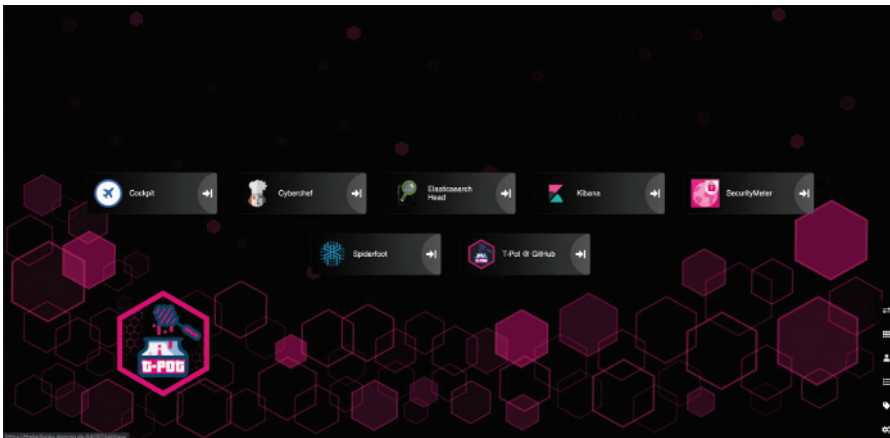 Cockpit
Cyberchef
Elasticsearch
Head
Kibana
SecurityMeter
Spiderfoot
T-Pot @ GitHub
T-POT